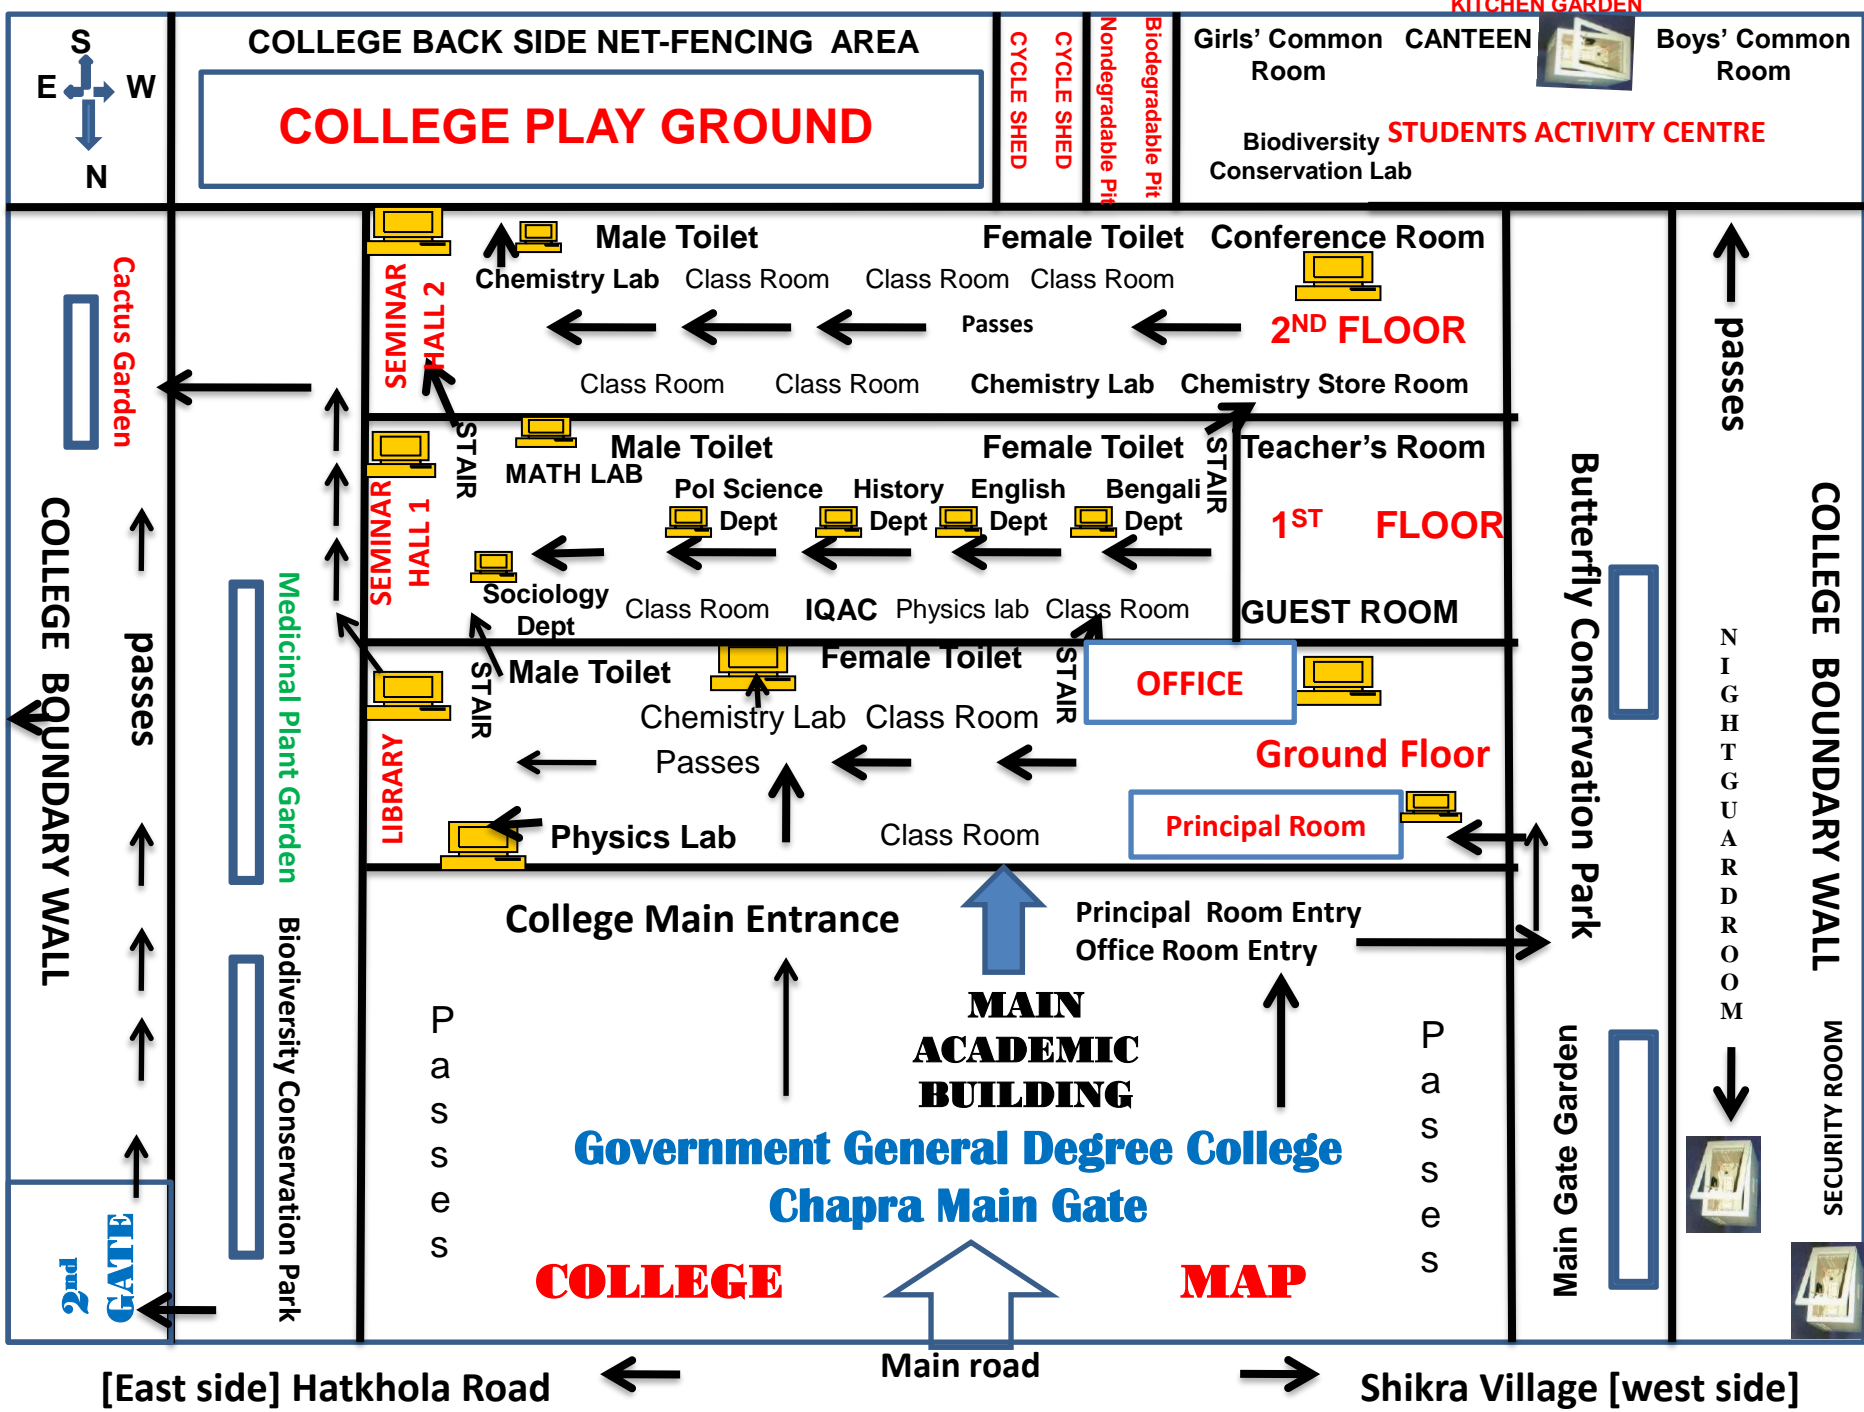 KITCHEN GARDEN
S
E W
N
COLLEGE BACK SIDE NET-FENCING AREA
COLLEGE PLAY GROUND
CYCLE SHED
CYCLE SHED
Nondegradable Pit
Biodegradable Pit
Girls' Common
Room
CANTEEN
Boys' Common
Room
Biodiversity
Conservation Lab
STUDENTS ACTIVITY CENTRE
Cactus Garden
COLLEGE BOUNDARY WALL
passes
Medicinal Plant Garden
Biodiversity Conservation Park
2nd
GATE
SEMINAR
HALL 2
Male Toilet
Female Toilet
Conference Room
Chemistry Lab
Class Room
Class Room
Class Room
Passes
2ND FLOOR
Class Room
Class Room
Chemistry Lab
Chemistry Store Room
STAIR
SEMINAR
HALL 1
MATH LAB
Male Toilet
Female Toilet
STAIR
Teacher's Room
Pol Science
Dept
History
Dept
English
Dept
Bengali
Dept
1ST FLOOR
Sociology
Dept
Class Room
IQAC
Physics lab
Class Room
GUEST ROOM
STAIR
Male Toilet
Female Toilet
STAIR
OFFICE
Chemistry Lab
Class Room
LIBRARY
Passes
Ground Floor
Physics Lab
Class Room
Principal Room
College Main Entrance
Principal Room Entry
Office Room Entry
Passes
MAIN
ACADEMIC
BUILDING
Passes
Government General Degree College
Chapra Main Gate
COLLEGE MAP
Butterfly Conservation Park
Main Gate Garden
passes
NIGHTGUARDROOM
COLLEGE BOUNDARY WALL
SECURITY ROOM
[East side] Hatkhola Road
Main road
Shikra Village [west side]